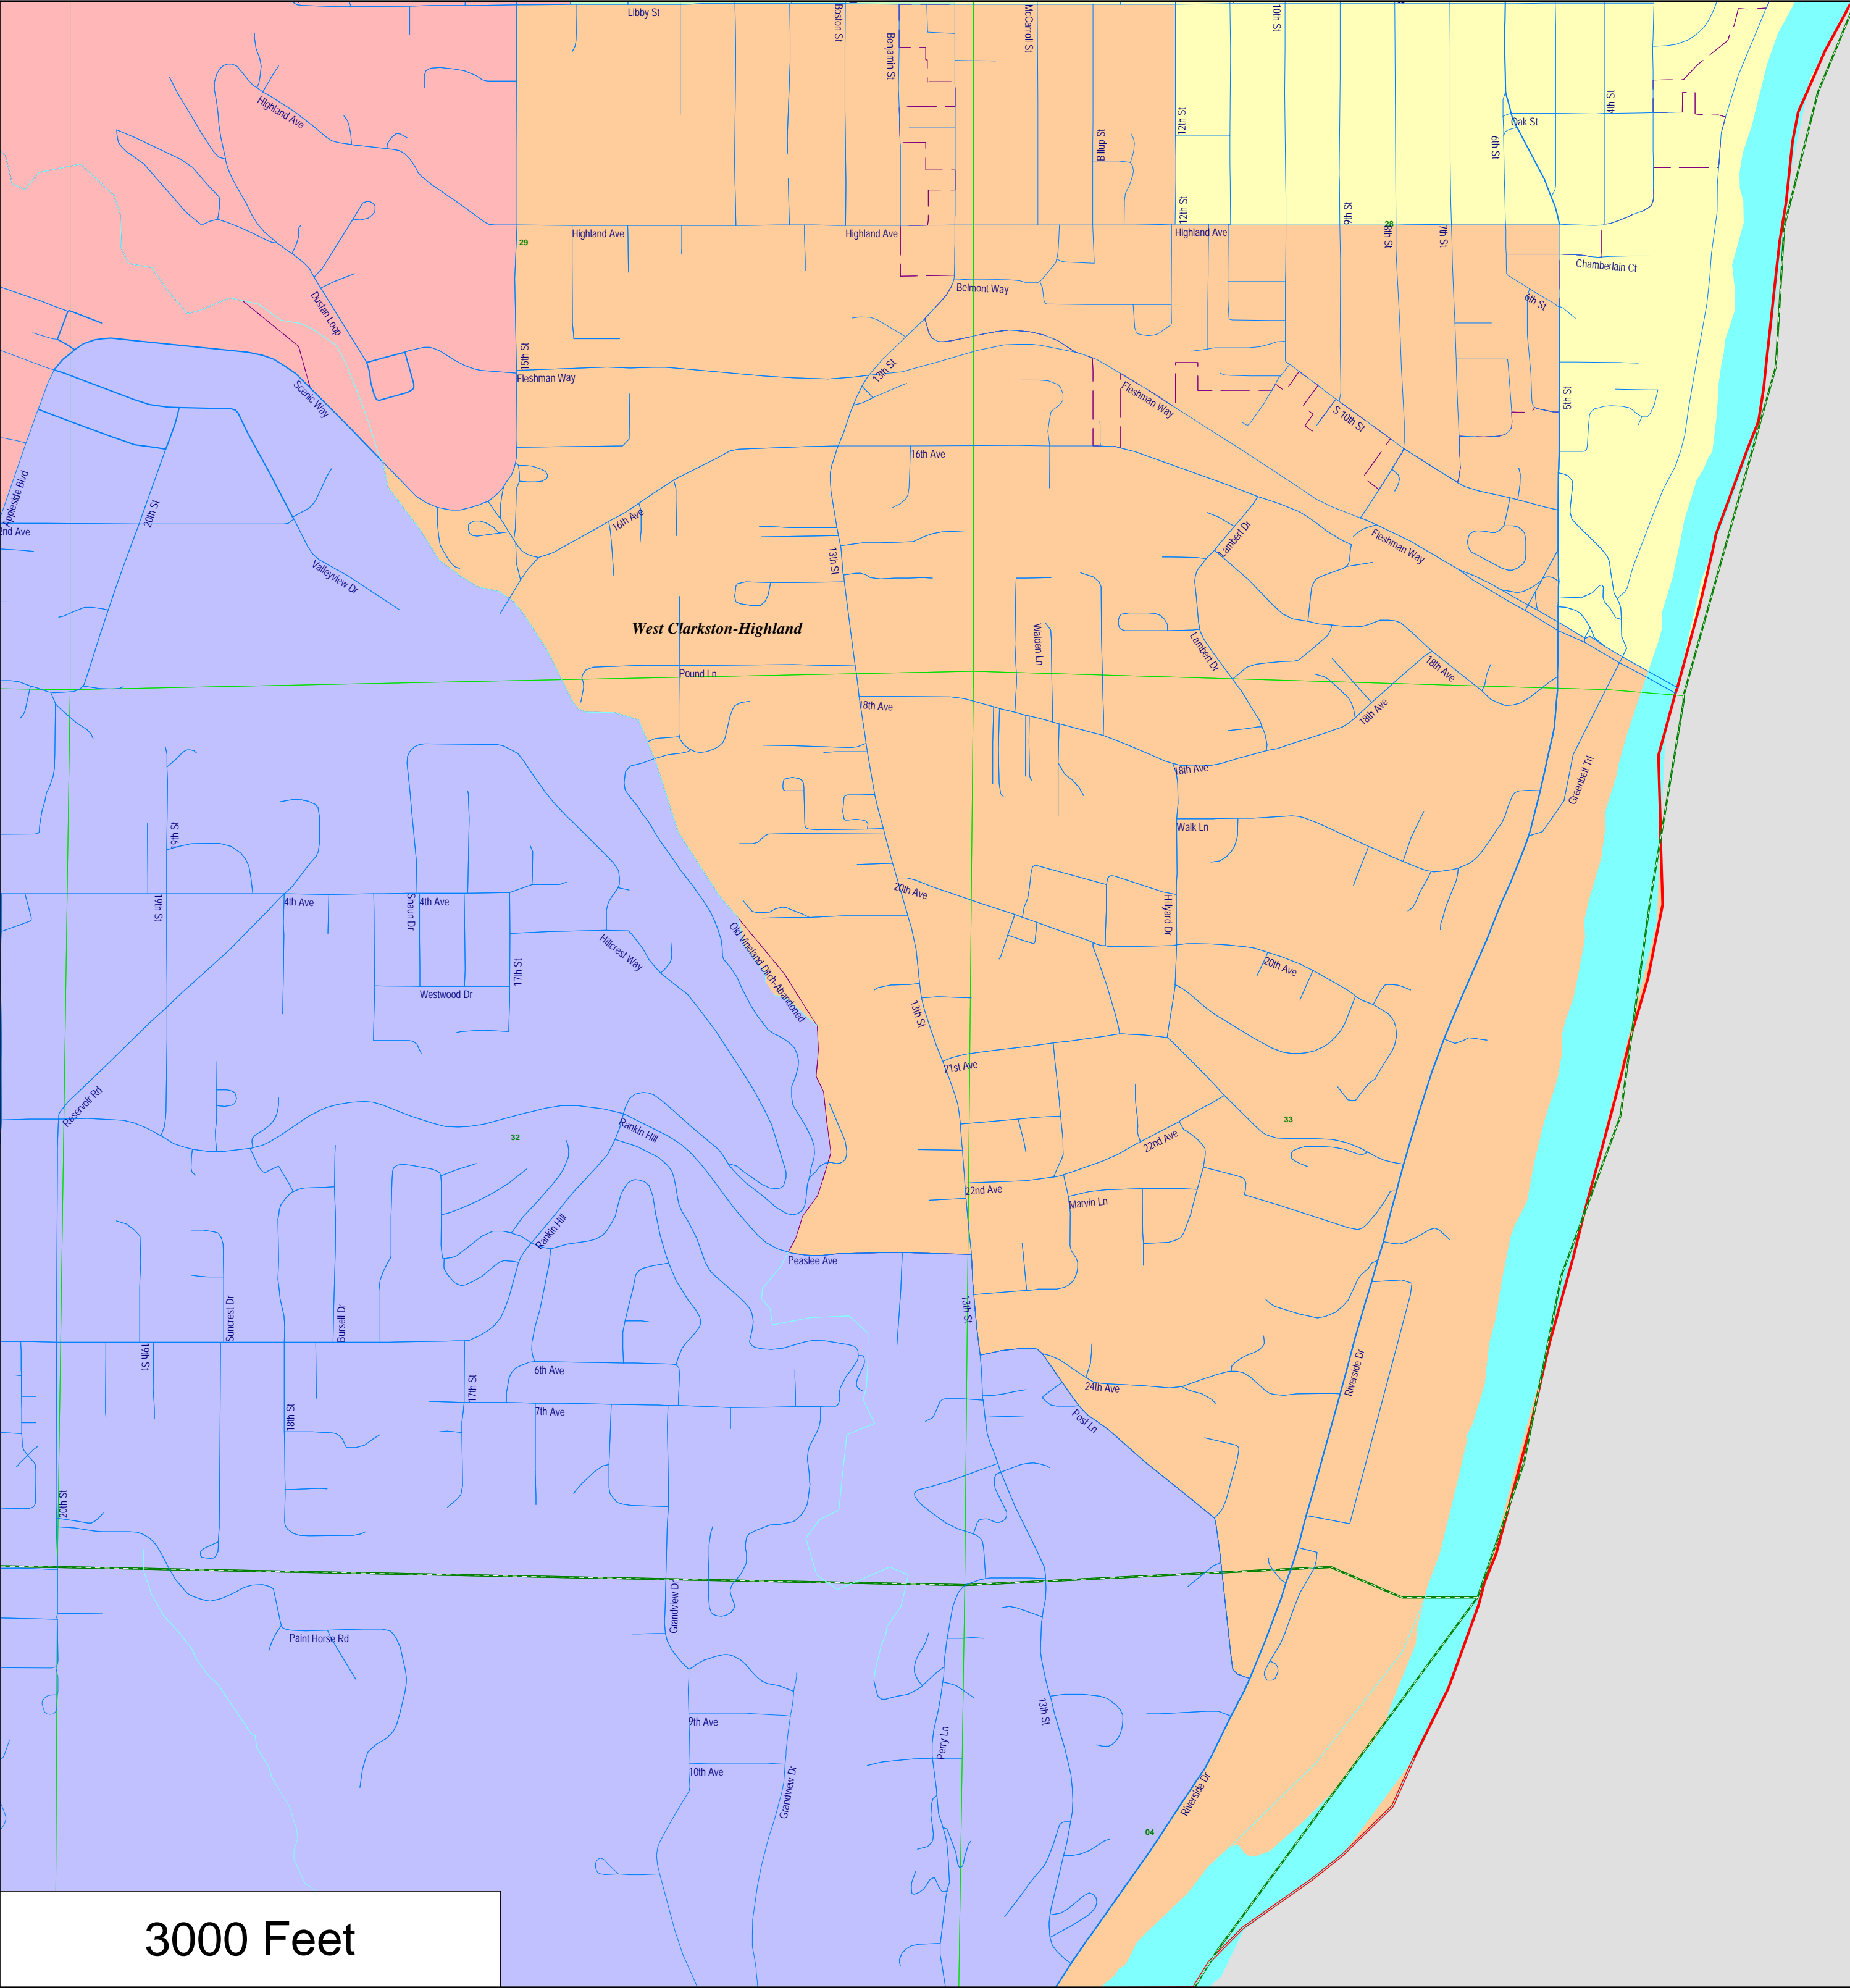 Libby St
Boston St
Benjamin St
McCarroll St
10th St
Highland Ave
12th St
Billup St
6th St
Oak St
4th St
12th St
9th St
28
8th St
7th St
29
Highland Ave
Highland Ave
Highland Ave
Chamberlain Ct
Dustan Loop
Belmont Way
6th St
15th St
Fleshman Way
13th St
Scenic Way
Fleshman Way
S 10th St
5th St
16th Ave
Appleside Blvd
20th St
2nd Ave
16th Ave
Lambert Dr
Fleshman Way
13th St
Valleyview Dr
West Clarkston-Highland
Walden Ln
Lambert Dr
Pound Ln
18th Ave
18th Ave
18th Ave
18th Ave
Greenbelt Trl
19th St
Walk Ln
20th Ave
19th St
4th Ave
Shaun Dr
4th Ave
Hillyard Dr
Hillcrest Way
Old Vineland Ditch-Abandoned
17th St
20th Ave
Westwood Dr
13th St
21st Ave
Reservoir Rd
33
Rankin Hill
32
22nd Ave
22nd Ave
Marvin Ln
Rankin Hill
Peaslee Ave
Suncrest Dr
Bursell Dr
13th St
19th St
6th Ave
17th St
24th Ave
Riverside Dr
18th St
7th Ave
Post Ln
20th St
Grandview Dr
Paint Horse Rd
9th Ave
13th St
Perry Ln
10th Ave
Grandview Dr
Riverside Dr
04
3000 Feet